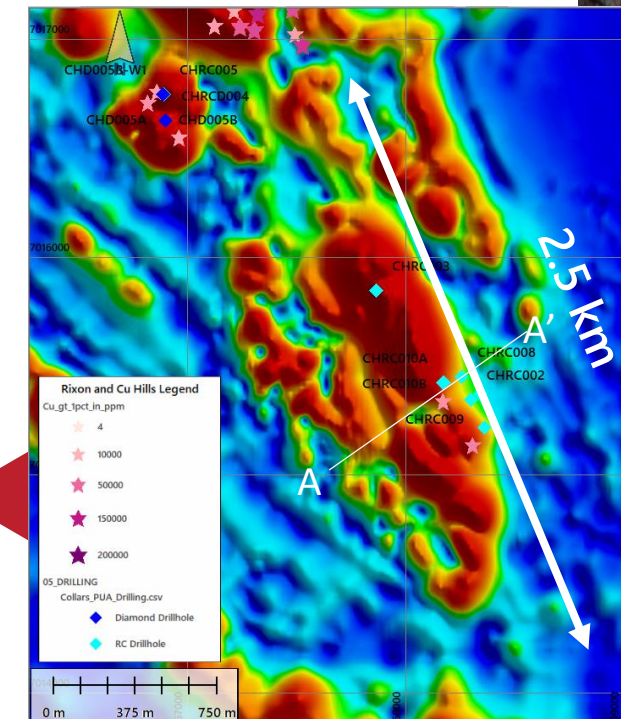 7017000
CHD005B-W1 CHRC005
CHRCD004
CHD005A CHD005B
7016000
2.5 km
A'
CHRC008
CHRC010A
CHRC010B
CHRC002
CHRC009
A
Rixon and Cu Hills Legend
Cu_gt_1pct_in_ppm
4
10000
50000
150000
200000
05_DRILLING
Collars_PUA_Drilling.csv
Diamond Drillhole
RC Drillhole
0 m 375 m 750 m